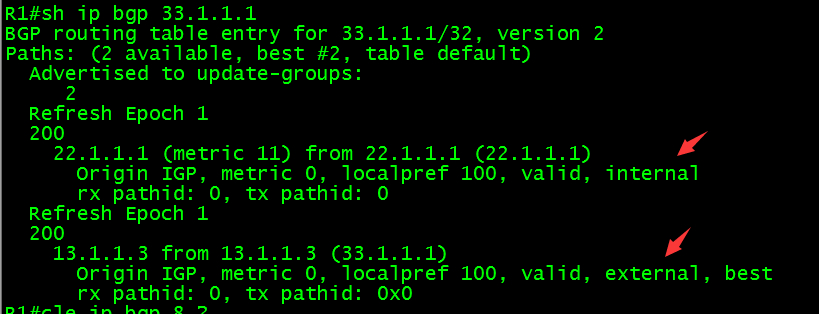 R1#sh ip bgp 33.1.1.1
BGP routing table entry for 33.1.1.1/32, version 2
Paths: (2 available, best #2, table default)
  Advertised to update-groups:
     2
  Refresh Epoch 1
  200
    22.1.1.1 (metric 11) from 22.1.1.1 (22.1.1.1)
      Origin IGP, metric 0, localpref 100, valid, internal
      rx pathid: 0, tx pathid: 0
  Refresh Epoch 1
  200
    13.1.1.3 from 13.1.1.3 (33.1.1.1)
      Origin IGP, metric 0, localpref 100, valid, external, best
      rx pathid: 0, tx pathid: 0x0
R1#cle ip bgp 8 ?